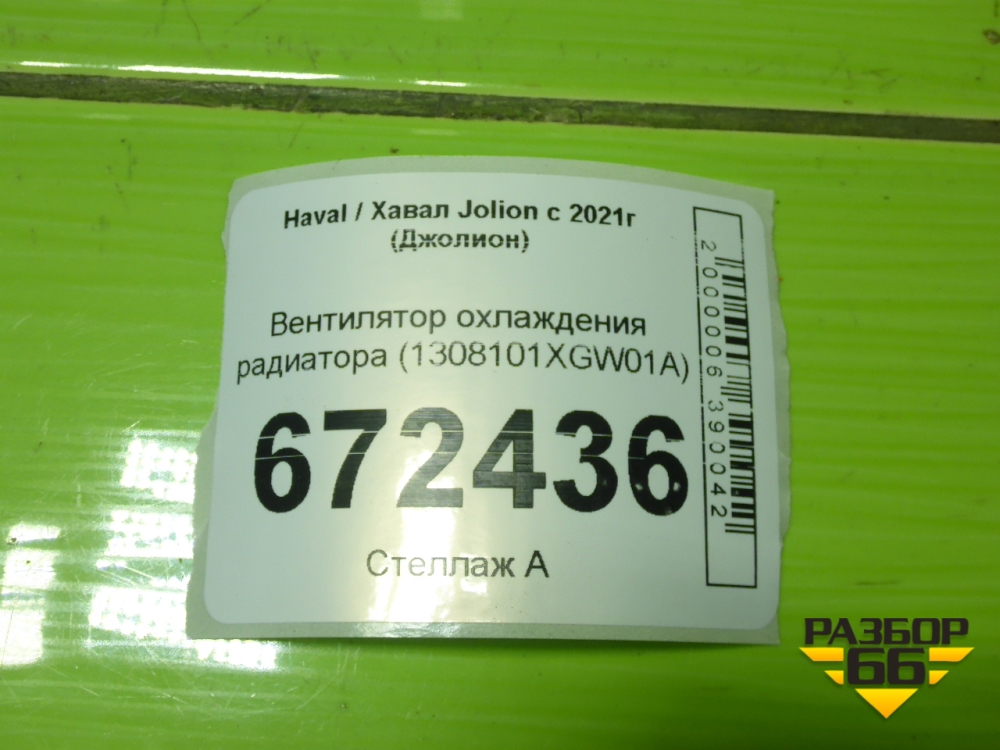 Haval / Хавал Jolion с 2021г
(Джолион)
Вентилятор охлаждения
радиатора (1308101XGW01A)
672436
Стеллаж А
2000006390042
РАЗБОР
66